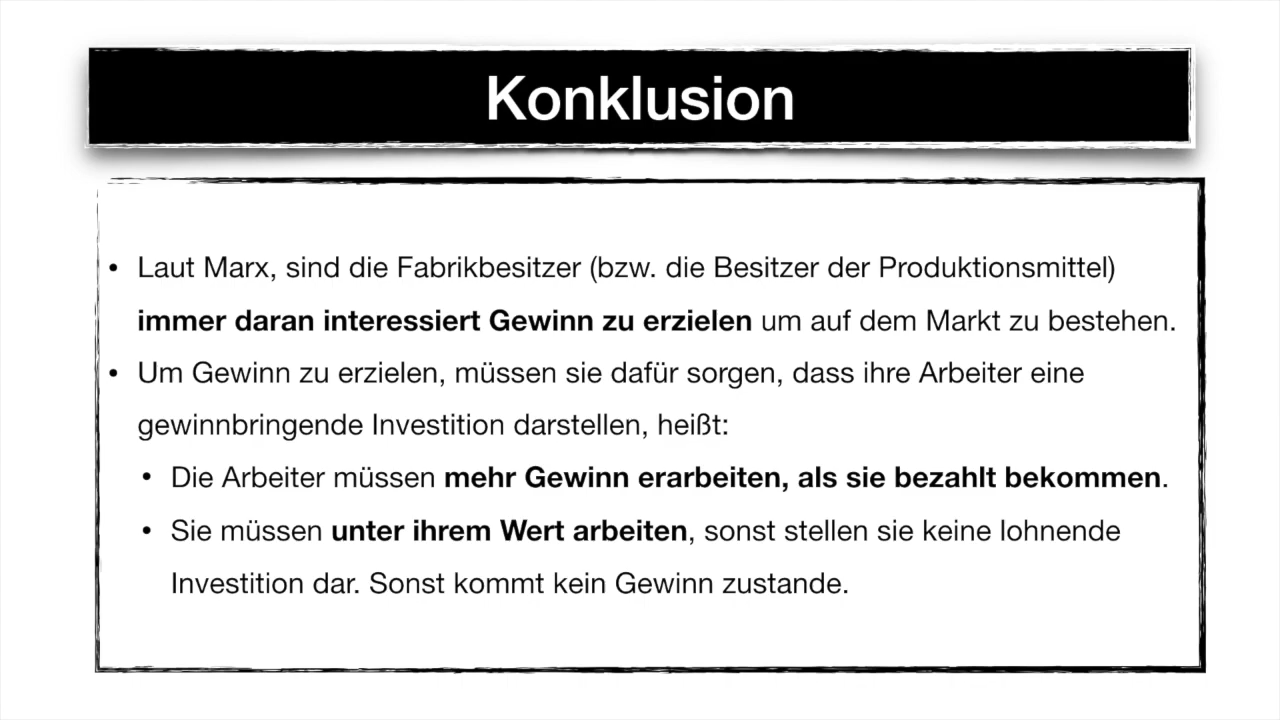 Konklusion
• Laut Marx, sind die Fabrikbesitzer (bzw. die Besitzer der Produktionsmittel)
immer daran interessiert Gewinn zu erzielen um auf dem Markt zu bestehen.
• Um Gewinn zu erzielen, müssen sie dafür sorgen, dass ihre Arbeiter eine
gewinnbringende Investition darstellen, heißt:
• Die Arbeiter müssen mehr Gewinn erarbeiten, als sie bezahlt bekommen.
• Sie müssen unter ihrem Wert arbeiten, sonst stellen sie keine lohnende
Investition dar. Sonst kommt kein Gewinn zustande.